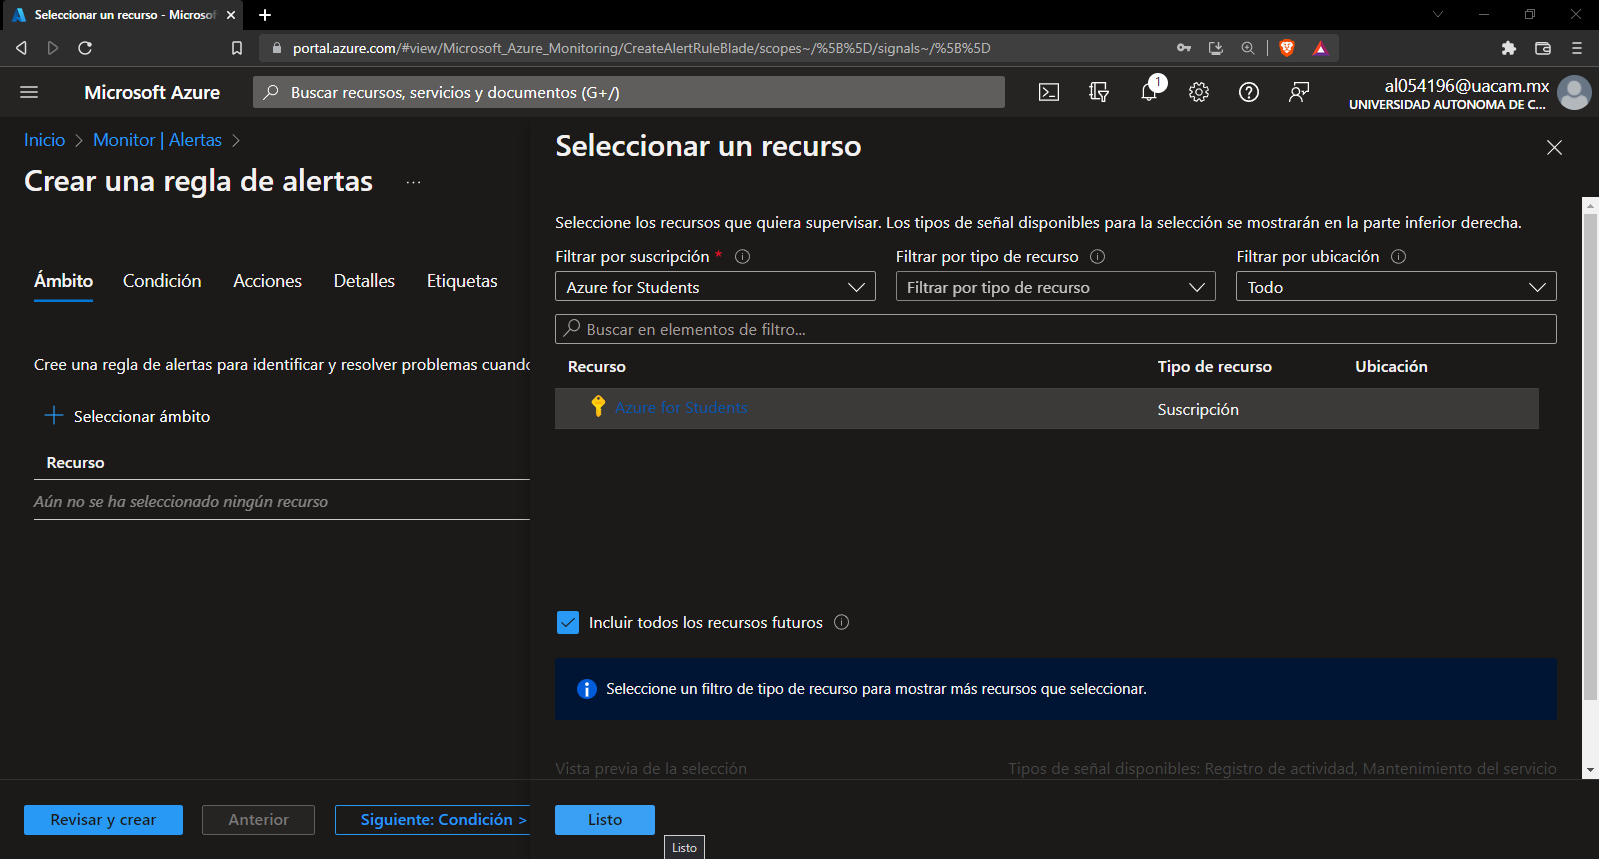 Seleccionar un recurso - Microsof
portal.azure.com/#view/Microsoft_Azure_Monitoring/CreateAlertRuleBlade/scopes~/%5B%5D/signals~/%5B%5D
Microsoft Azure
Buscar recursos, servicios y documentos (G+/)
1
al054196@uacam.mx
UNIVERSIDAD AUTONOMA DE C...
Inicio > Monitor | Alertas >
Crear una regla de alertas ...
Ámbito Condición Acciones Detalles Etiquetas
Cree una regla de alertas para identificar y resolver problemas cuando
+ Seleccionar ámbito
Recurso
Aún no se ha seleccionado ningún recurso
Revisar y crear Anterior Siguiente: Condición >
Seleccionar un recurso
Seleccione los recursos que quiera supervisar. Los tipos de señal disponibles para la selección se mostrarán en la parte inferior derecha.
Filtrar por suscripción * Filtrar por tipo de recurso Filtrar por ubicación
Azure for Students Filtrar por tipo de recurso Todo
Buscar en elementos de filtro...
Recurso Tipo de recurso Ubicación
Azure for Students Suscripción
Incluir todos los recursos futuros
Seleccione un filtro de tipo de recurso para mostrar más recursos que seleccionar.
Vista previa de la selección Tipos de señal disponibles: Registro de actividad, Mantenimiento del servicio
Listo
Listo